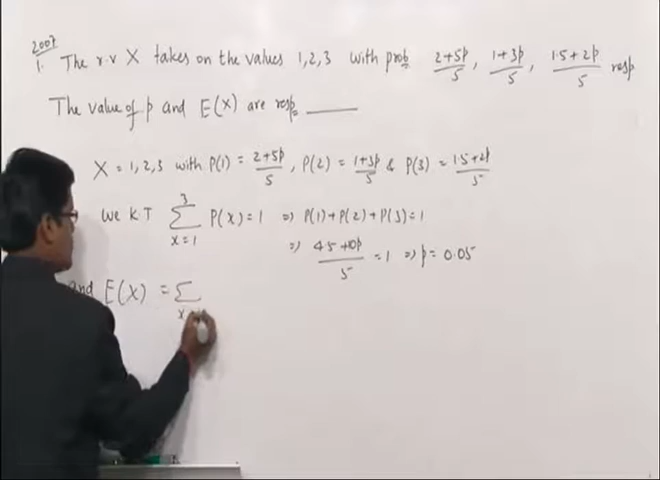 2007
1. The r.v X takes on the values 1,2,3 with prob (2+5p)/5, (1+3p)/5, (1.5+2p)/5 resp
The value of p and E(X) are resp. ____
X = 1,2,3 with P(1) = (2+5p)/5, P(2) = (1+3p)/5 & P(3) = (1.5+2p)/5
We K T ∑_{x=1}^{3} P(X)=1 ⇒ P(1)+P(2)+P(3)=1
⇒ (4.5+10p)/5 = 1 ⇒ p = 0.05
and E(X) = ∑ x